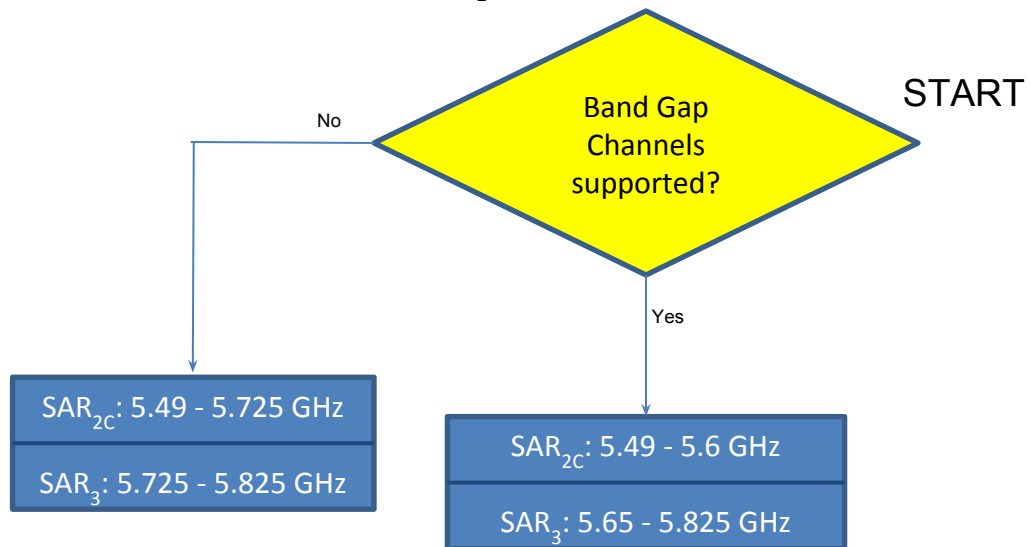 START
Band Gap
Channels
supported?
No
Yes
SAR2C: 5.49 - 5.725 GHz
SAR3: 5.725 - 5.825 GHz
SAR2C: 5.49 - 5.6 GHz
SAR3: 5.65 - 5.825 GHz